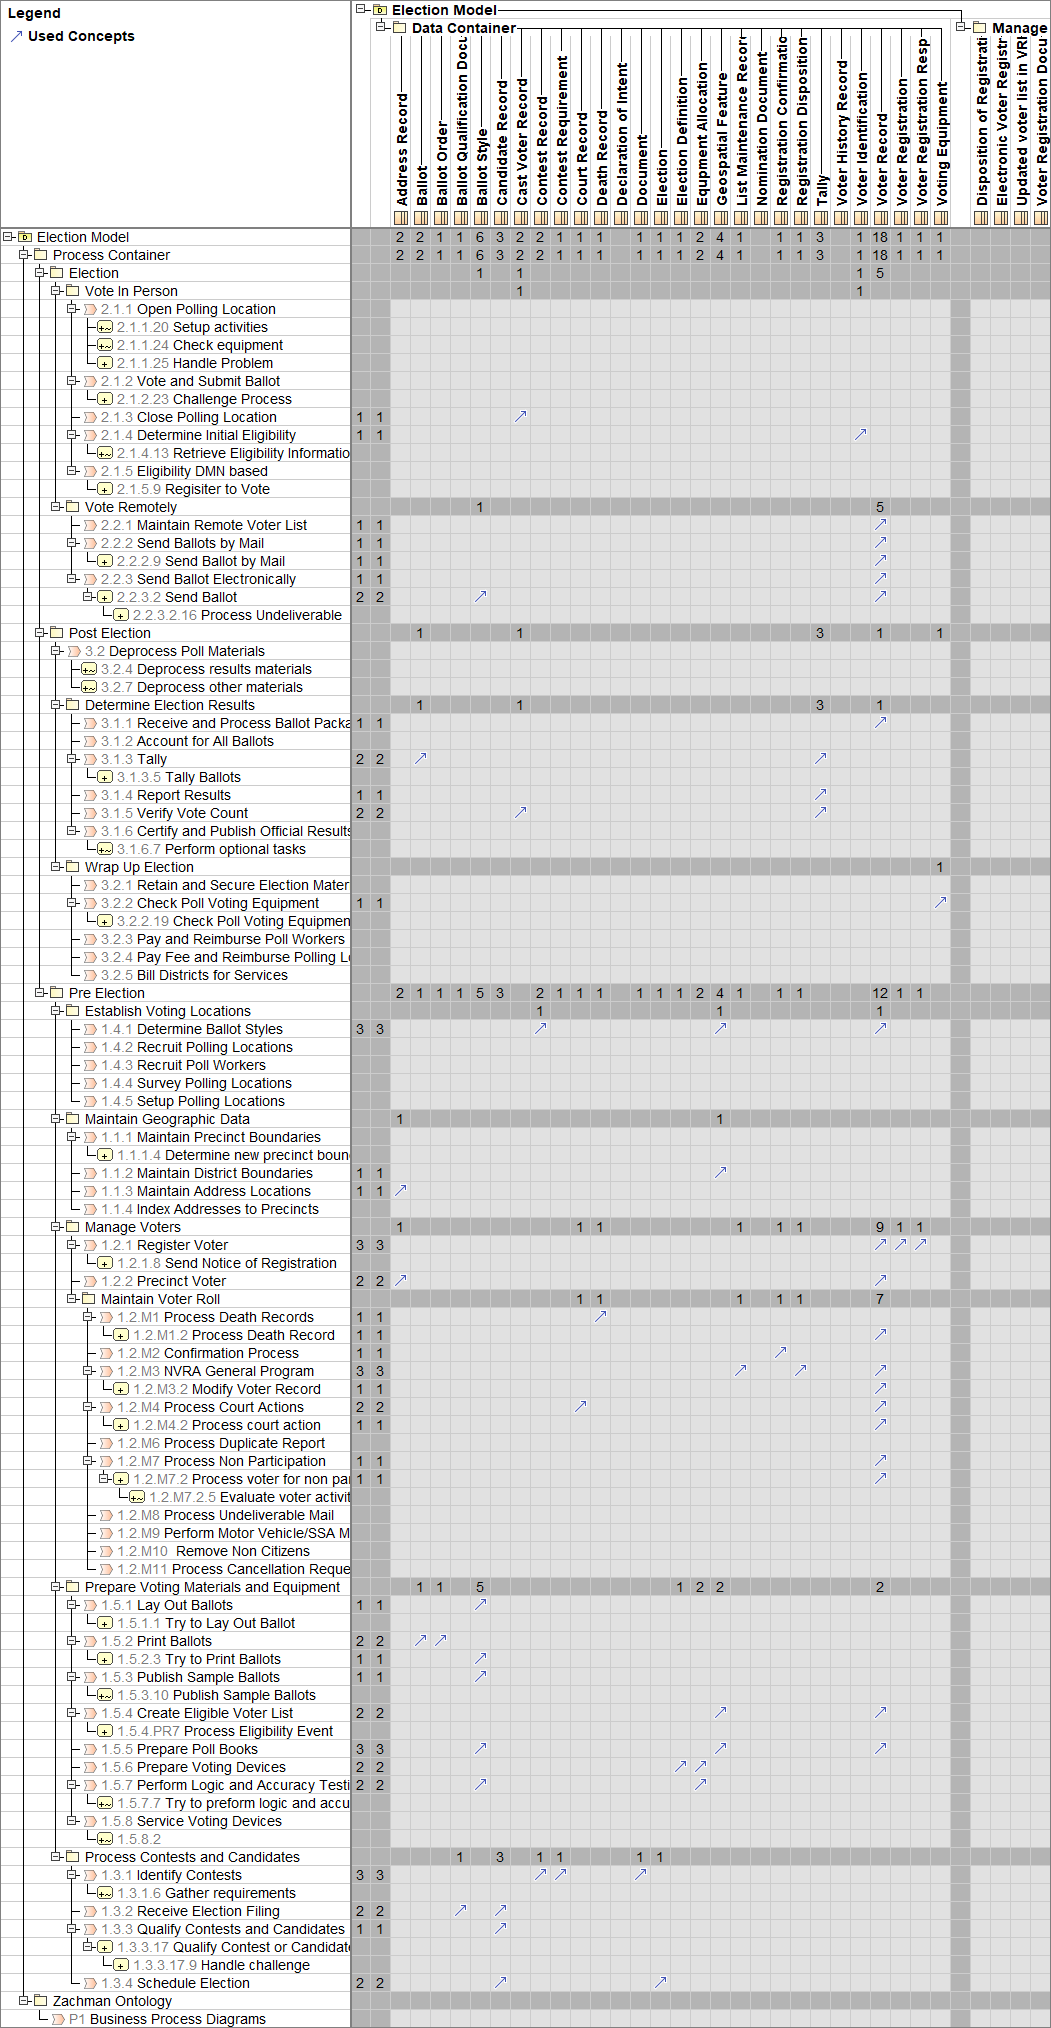 Legend
Used Concepts
Election Model
Data Container
Manage
Address Record
Ballot
Ballot Order
Ballot Qualification Docu
Ballot Style
Candidate Record
Cast Voter Record
Contest Record
Contest Requirement
Court Record
Death Record
Declaration of Intent
Document
Election
Election Definition
Equpment Allocation
Geospatial Feature
List Maintenance Recor
Nomination Document
Registration Confirmatio
Registration Disposition
Tally
Voter History Record
Voter Identification
Voter Record
Voter Registration
Voter Registration Resp
Voting Equipment
Disposition of Registrati
Electronic Voter Registr
Updated voter list in VRI
Voter Registration Docu
Election Model 2 2 1 1 6 3 2 2 1 1 1 1 1 1 2 4 1 1 1 3 1 18 1 1 1
Process Container 2 2 1 1 6 3 2 2 1 1 1 1 1 1 2 4 1 1 1 3 1 18 1 1 1
Election 1 1 1 5
Vote In Person 1 1
2.1.1 Open Polling Location
2.1.1.20 Setup activities
2.1.1.24 Check equipment
2.1.1.25 Handle Problem
2.1.2 Vote and Submit Ballot
2.1.2.23 Challenge Process
2.1.3 Close Polling Location 1 1
2.1.4 Determine Initial Eligibility 1 1
2.1.4.13 Retrieve Eligibility Informatio
2.1.5 Eligibility DMN based
2.1.5.9 Regisiter to Vote
Vote Remotely 1 5
2.2.1 Maintain Remote Voter List 1 1
2.2.2 Send Ballots by Mail 1 1
2.2.2.9 Send Ballot by Mail 1 1
2.2.3 Send Ballot Electronically 1 1
2.2.3.2 Send Ballot 2 2
2.2.3.2.16 Process Undeliverable
Post Election 1 1 3 1 1
3.2 Deprocess Poll Materials
3.2.4 Deprocess results materials
3.2.7 Deprocess other materials
Determine Election Results 1 1 3 1
3.1.1 Receive and Process Ballot Packa 1 1
3.1.2 Account for All Ballots
3.1.3 Tally 2 2
3.1.3.5 Tally Ballots
3.1.4 Report Results 1 1
3.1.5 Verify Vote Count 2 2
3.1.6 Certify and Publish Official Results
3.1.6.7 Perform optional tasks
Wrap Up Election 1
3.2.1 Retain and Secure Election Mater
3.2.2 Check Poll Voting Equipment 1 1
3.2.2.19 Check Poll Voting Equipmen
3.2.3 Pay and Reimburse Poll Workers
3.2.4 Pay Fee and Reimburse Polling L
3.2.5 Bill Districts for Services
Pre Election 2 1 1 1 5 3 2 1 1 1 1 1 1 2 4 1 1 1 12 1 1
Establish Voting Locations 1 1 1
1.4.1 Determine Ballot Styles 3 3
1.4.2 Recruit Polling Locations
1.4.3 Recruit Poll Workers
1.4.4 Survey Polling Locations
1.4.5 Setup Polling Locations
Maintain Geographic Data 1 1
1.1.1 Maintain Precinct Boundaries
1.1.1.4 Determine new precinct boun
1.1.2 Maintain District Boundaries 1 1
1.1.3 Maintain Address Locations 1 1
1.1.4 Index Addresses to Precincts
Manage Voters 1 1 1 1 1 1 9 1 1
1.2.1 Register Voter 3 3
1.2.1.8 Send Notice of Registration
1.2.2 Precinct Voter 2 2
Maintain Voter Roll 1 1 1 1 1 7
1.2.M1 Process Death Records 1 1
1.2.M1.2 Process Death Record 1 1
1.2.M2 Confirmation Process 1 1
1.2.M3 NVRA General Program 3 3
1.2.M3.2 Modify Voter Record 1 1
1.2.M4 Process Court Actions 2 2
1.2.M4.2 Process court action 1 1
1.2.M6 Process Duplicate Report
1.2.M7 Process Non Participation 1 1
1.2.M7.2 Process voter for non pa 1 1
1.2.M7.2.5 Evaluate voter activit
1.2.M8 Process Undeliverable Mail
1.2.M9 Perform Motor Vehicle/SSA M
1.2.M10 Remove Non Citizens
1.2.M11 Process Cancellation Reque
Prepare Voting Materials and Equipment 1 1 5 1 2 2 2
1.5.1 Lay Out Ballots 1 1
1.5.1.1 Try to Lay Out Ballot
1.5.2 Print Ballots 2 2
1.5.2.3 Try to Print Ballots 1 1
1.5.3 Publish Sample Ballots 1 1
1.5.3.10 Publish Sample Ballots
1.5.4 Create Eligible Voter List 2 2
1.5.4.PR7 Process Eligibility Event
1.5.5 Prepare Poll Books 3 3
1.5.6 Prepare Voting Devices 2 2
1.5.7 Perform Logic and Accuracy Testi 2 2
1.5.7.7 Try to preform logic and accu
1.5.8 Service Voting Devices
1.5.8.2
Process Contests and Candidates 1 3 1 1 1 1
1.3.1 Identify Contests 3 3
1.3.1.6 Gather requirements
1.3.2 Receive Election Filing 2 2
1.3.3 Qualify Contests and Candidates 1 1
1.3.3.17 Qualify Contest or Candidat
1.3.3.17.9 Handle challenge
1.3.4 Schedule Election 2 2
Zachman Ontology
P1 Business Process Diagrams